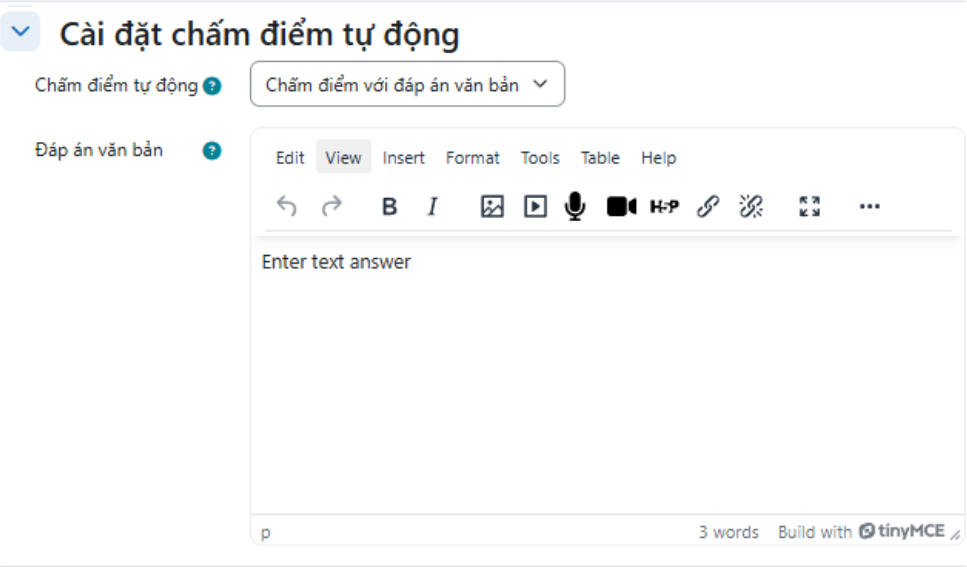 Cài đặt chấm điểm tự động
Chấm điểm tự động ? Chấm điểm với đáp án văn bản
Đáp án văn bản ? Edit View Insert Format Tools Table Help
B I H-P ...
Enter text answer
p 3 words Build with tinyMCE